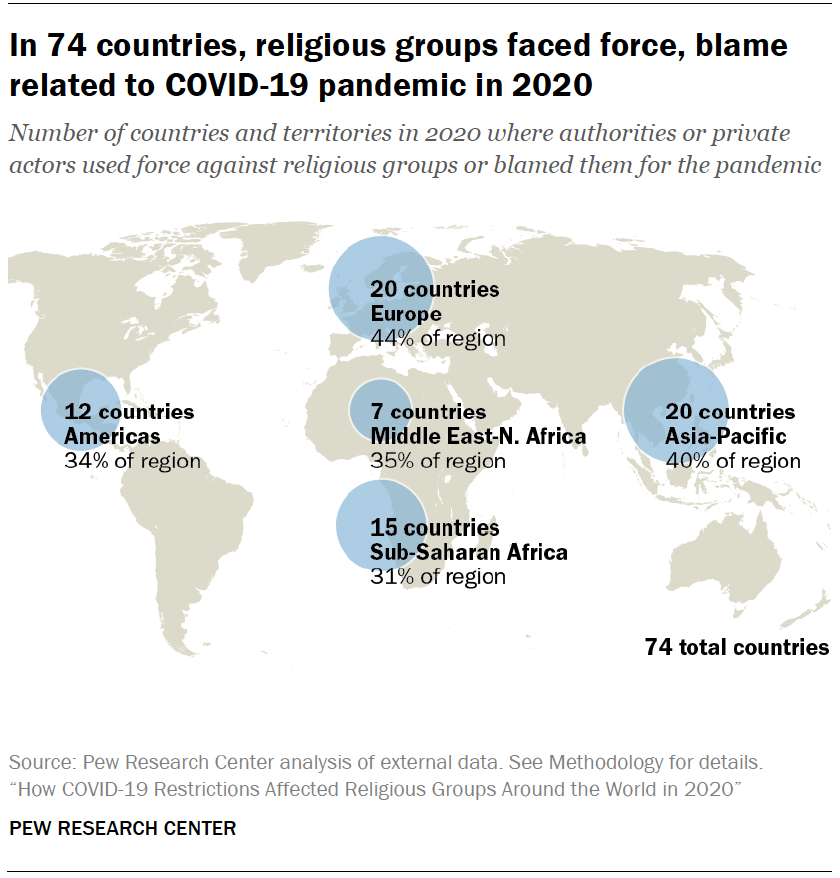 In 74 countries, religious groups faced force, blame
related to COVID-19 pandemic in 2020
Number of countries and territories in 2020 where authorities or private
actors used force against religious groups or blamed them for the pandemic
20 countries
Europe
44% of region
12 countries
Americas
34% of region
7 countries
Middle East-N. Africa
35% of region
20 countries
Asia-Pacific
40% of region
15 countries
Sub-Saharan Africa
31% of region
74 total countries
Source: Pew Research Center analysis of external data. See Methodology for details.
“How COVID-19 Restrictions Affected Religious Groups Around the World in 2020”
PEW RESEARCH CENTER